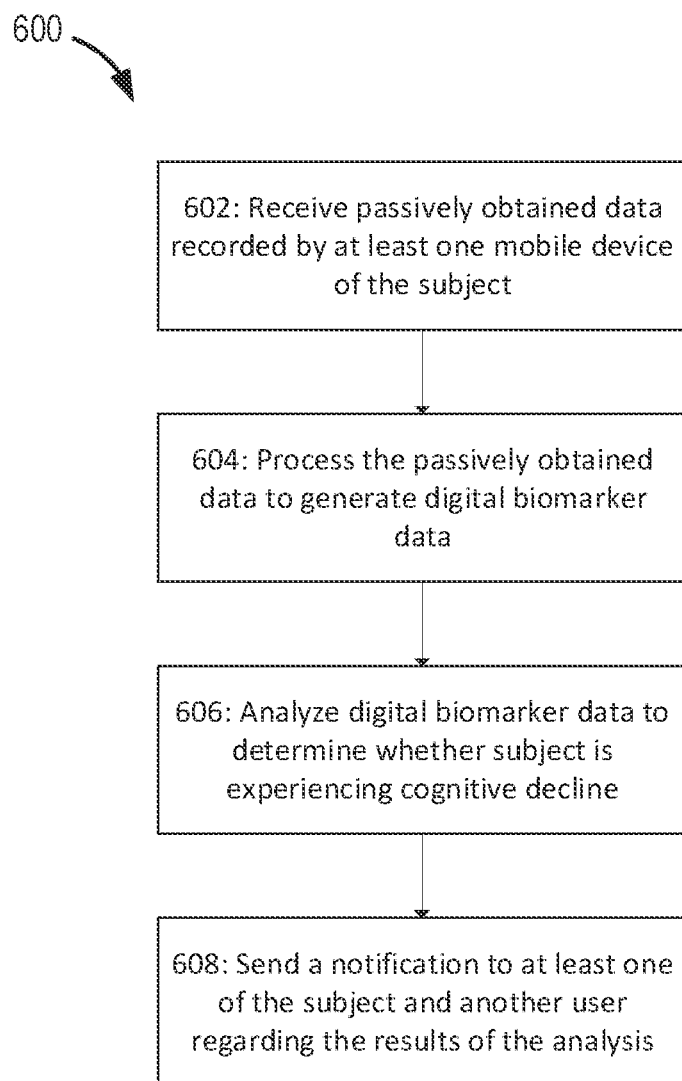 600
602: Receive passively obtained data
recorded by at least one mobile device
of the subject
604: Process the passively obtained
data to generate digital biomarker
data
606: Analyze digital biomarker data to
determine whether subject is
experiencing cognitive decline
608: Send a notification to at least one
of the subject and another user
regarding the results of the analysis